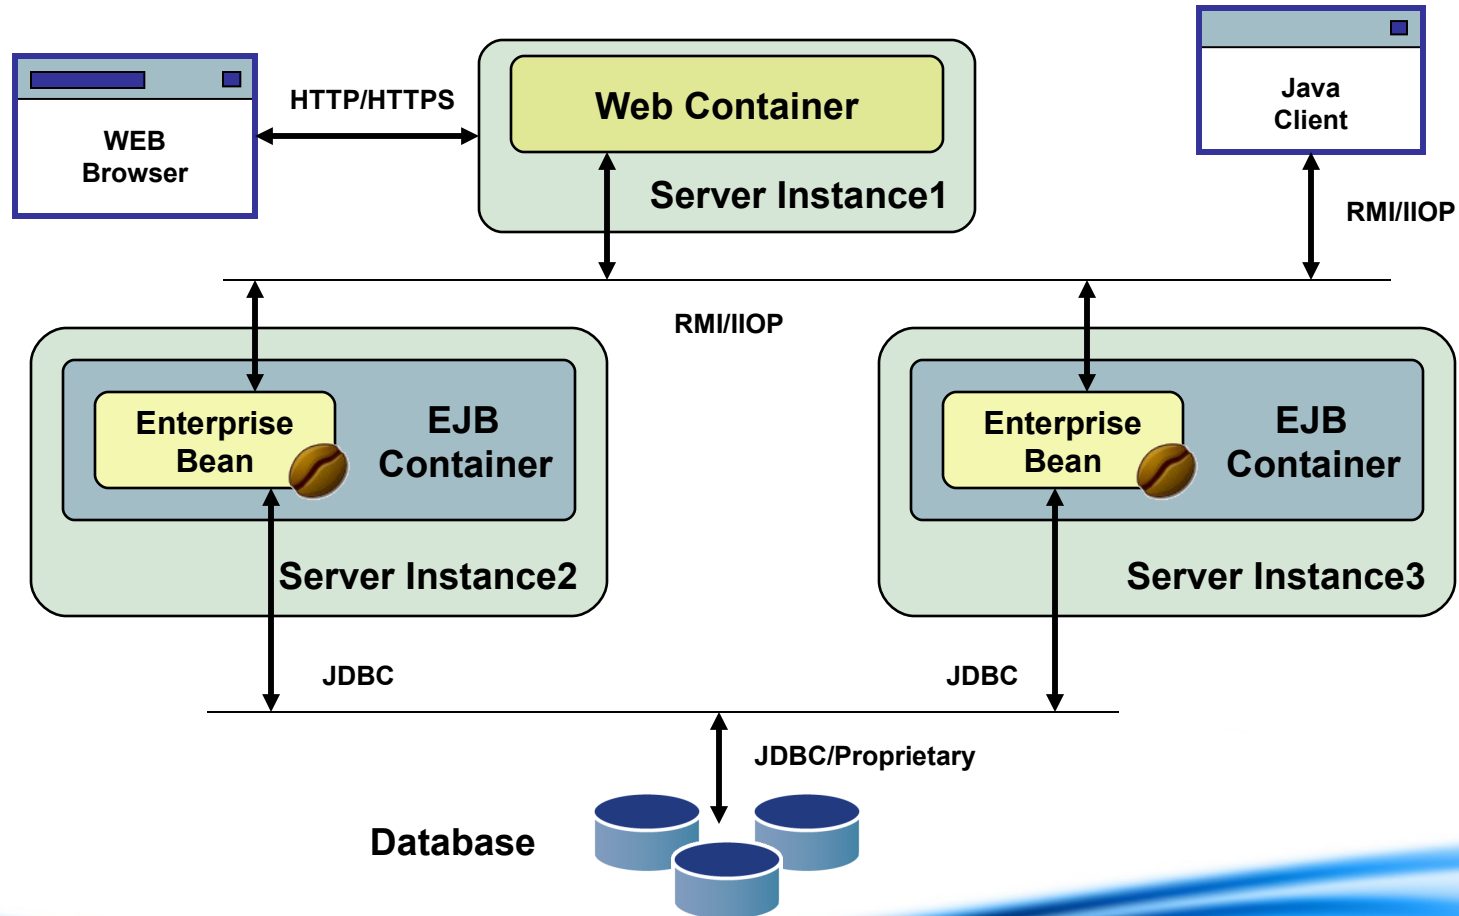 HTTP/HTTPS
WEB
Browser
Web Container
Server Instance1
Java
Client
RMI/IIOP
RMI/IIOP
Enterprise
Bean
EJB
Container
Server Instance2
Enterprise
Bean
EJB
Container
Server Instance3
JDBC
JDBC
JDBC/Proprietary
Database